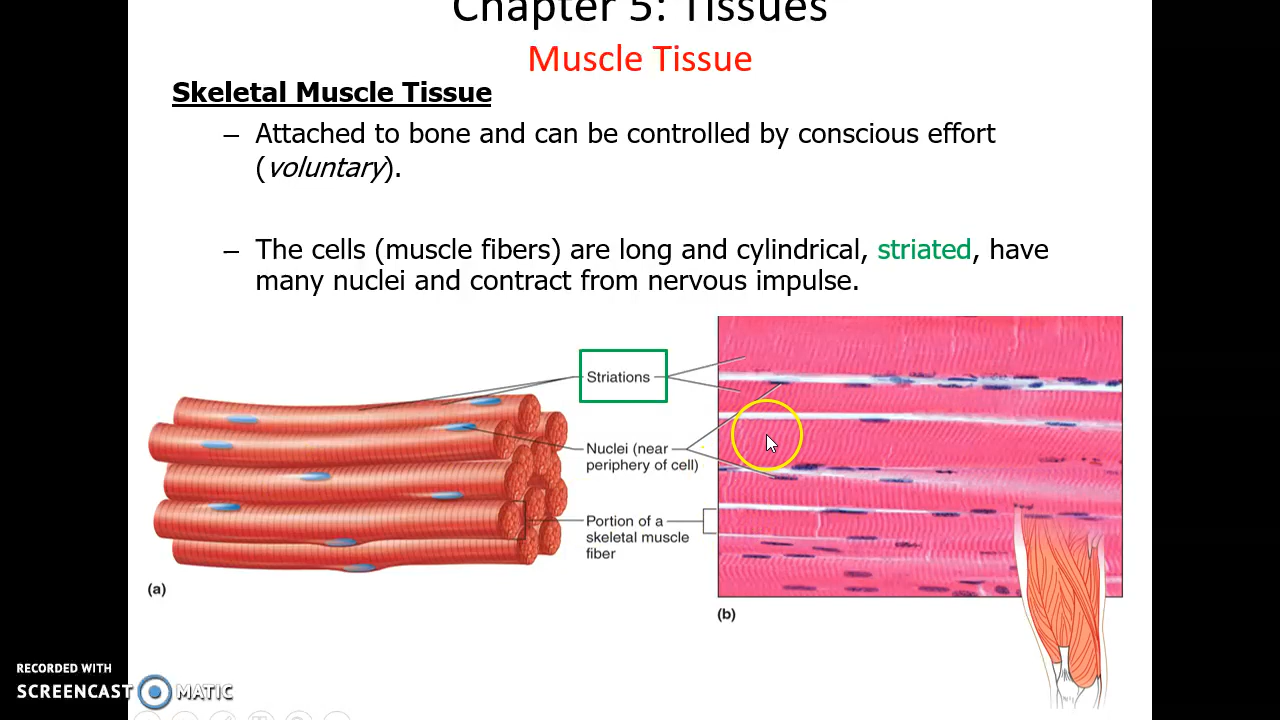 Chapter 5: Tissues
Muscle Tissue
Skeletal Muscle Tissue
– Attached to bone and can be controlled by conscious effort
(voluntary).
– The cells (muscle fibers) are long and cylindrical, striated, have
many nuclei and contract from nervous impulse.
Striations
Nuclei (near
periphery of cell)
Portion of a
skeletal muscle
fiber
(a)
(b)
RECORDED WITH
SCREENCAST MATIC